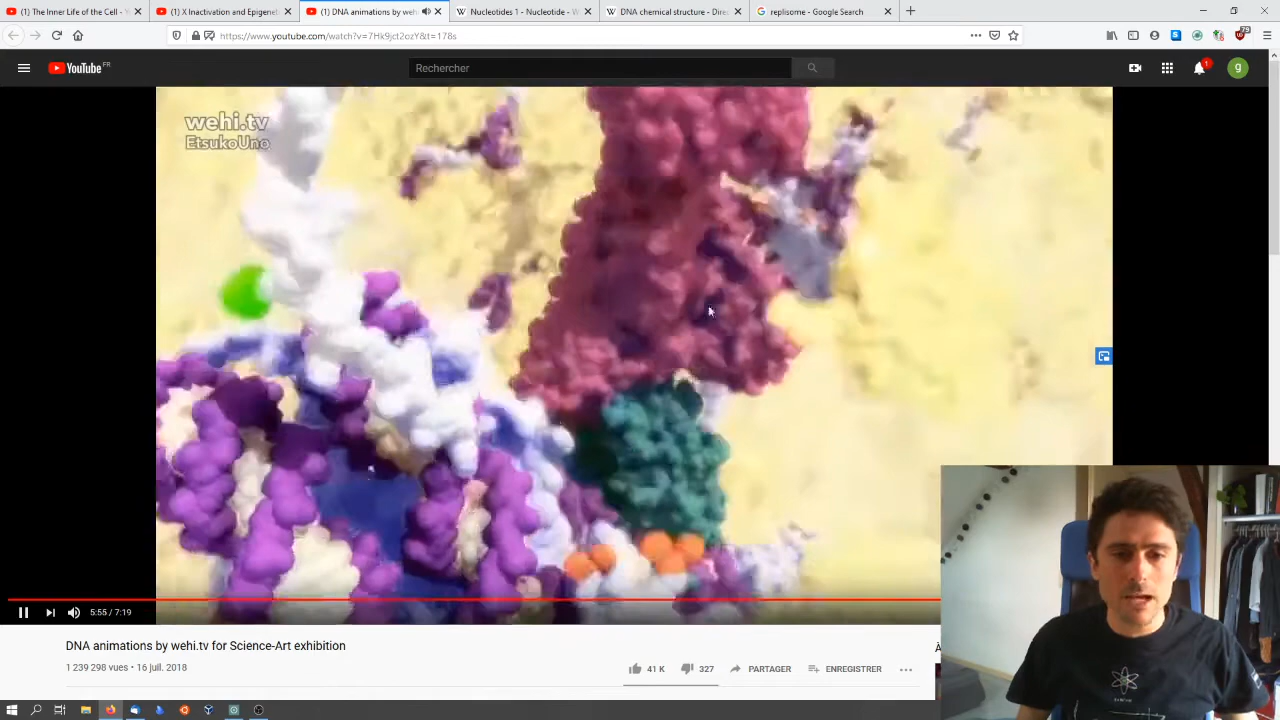 (1) The Inner Life of the Cell - Y
(1) X Inactivation and Epigenet
(1) DNA animations by weh
Nucleotides 1 - Nucleotide - W
DNA chemical structure - Dire
replisome - Google Search
https://www.youtube.com/watch?v=7Hk9jct2ozY&t=178s
YouTube FR
Rechercher
1
g
wehi.tv
EtsukoUno
5:55 / 7:19
DNA animations by wehi.tv for Science-Art exhibition
1 239 298 vues • 16 juil. 2018
41 K
327
PARTAGER
ENREGISTRER